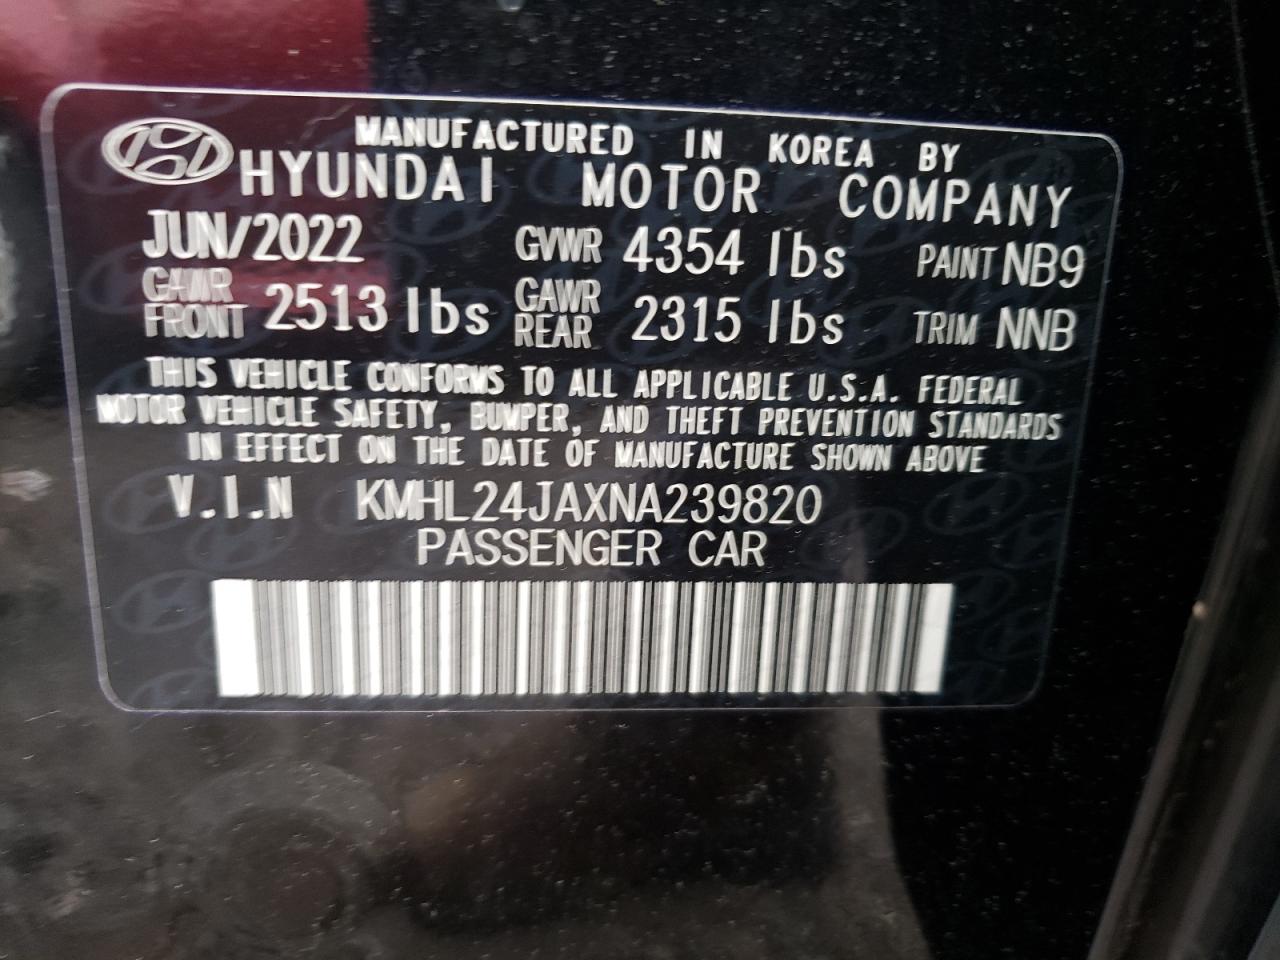 MANUFACTURED IN KOREA BY
HYUNDAI MOTOR COMPANY
JUN/2022 GVWR 4354 lbs PAINT NB9
GAWR FRONT 2513 lbs GAWR REAR 2315 lbs TRIM NNB
THIS VEHICLE CONFORMS TO ALL APPLICABLE U.S.A. FEDERAL
MOTOR VEHICLE SAFETY, BUMPER, AND THEFT PREVENTION STANDARDS
IN EFFECT ON THE DATE OF MANUFACTURE SHOWN ABOVE
V.I.N KMHL24JAXNA239820
PASSENGER CAR